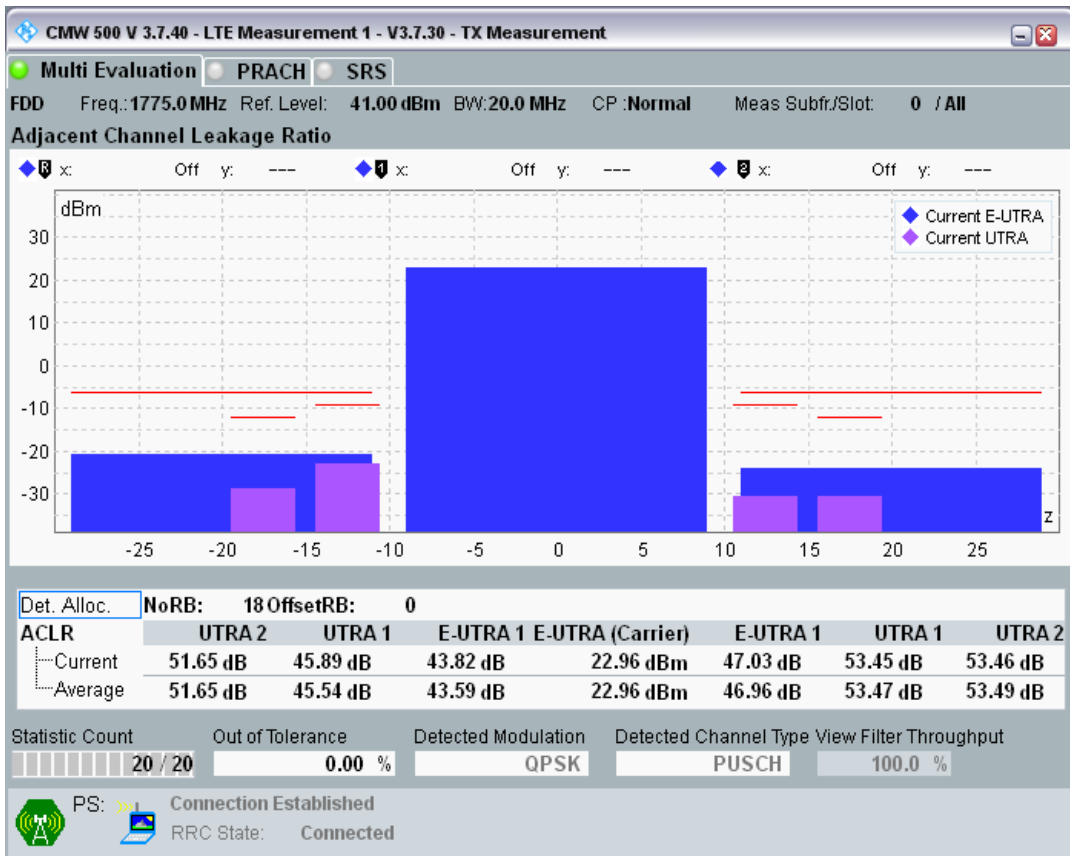 CMW 500 V 3.7.40 - LTE Measurement 1 - V3.7.30 - TX Measurement
Multi Evaluation PRACH SRS
FDD Freq.: 1775.0 MHz Ref. Level: 41.00 dBm BW: 20.0 MHz CP : Normal Meas Subfr./Slot: 0 / All
Adjacent Channel Leakage Ratio
R x: Off y: --- 1 x: Off y: --- 2 x: Off y: ---
dBm
Current E-UTRA
Current UTRA
30
20
10
0
-10
-20
-30
z
-25 -20 -15 -10 -5 0 5 10 15 20 25
Det. Alloc. NoRB: 18 OffsetRB: 0
ACLR UTRA 2 UTRA 1 E-UTRA 1 E-UTRA (Carrier) E-UTRA 1 UTRA 1 UTRA 2
Current 51.65 dB 45.89 dB 43.82 dB 22.96 dBm 47.03 dB 53.45 dB 53.46 dB
Average 51.65 dB 45.54 dB 43.59 dB 22.96 dBm 46.96 dB 53.47 dB 53.49 dB
Statistic Count Out of Tolerance Detected Modulation Detected Channel Type View Filter Throughput
20 / 20 0.00 % QPSK PUSCH 100.0 %
PS: Connection Established
RRC State: Connected